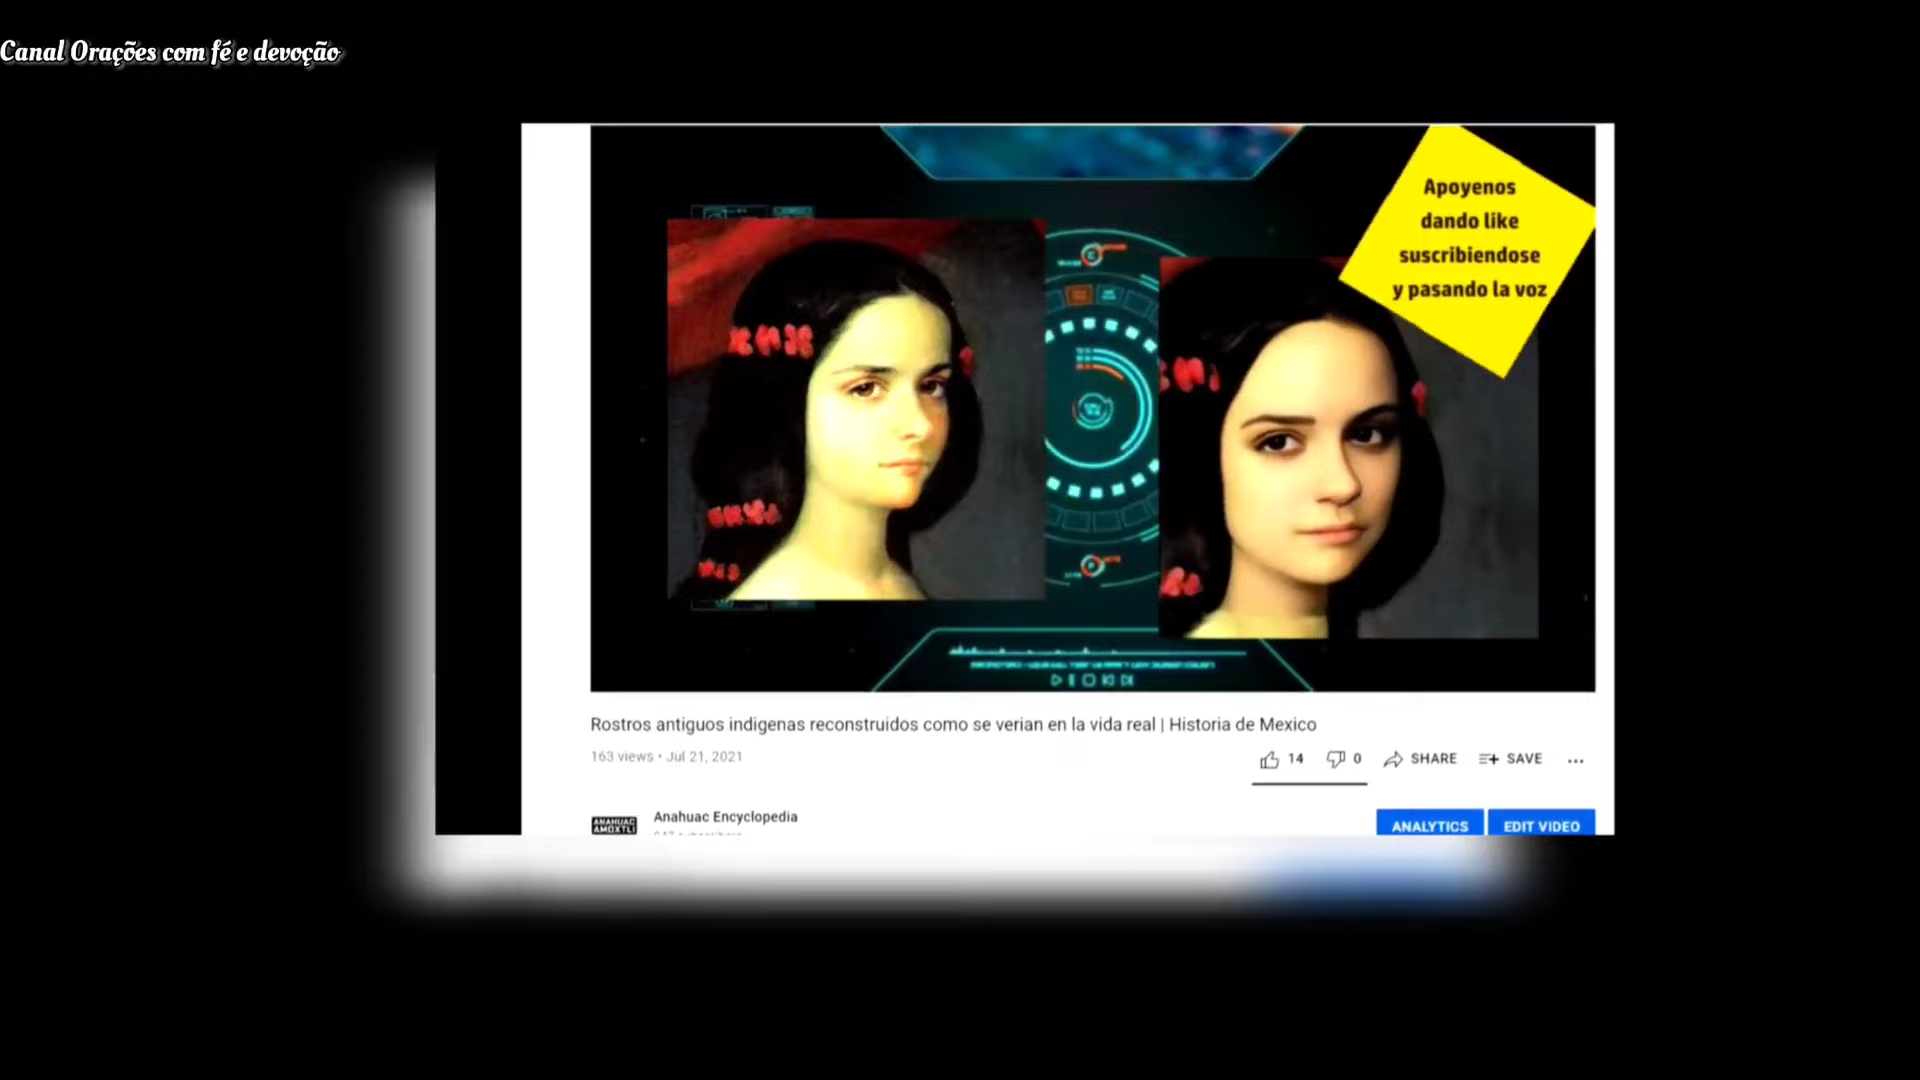 Canal Orações com fé e devoção
Apoyenos
dando like
suscribiendose
y pasando la voz
Rostros antiguos indigenas reconstruidos como se verian en la vida real | Historia de Mexico
163 views • Jul 21, 2021
14
0
SHARE
SAVE
ANAHUAC
AMOXTLI
Anahuac Encyclopedia
ANALYTICS
EDIT VIDEO